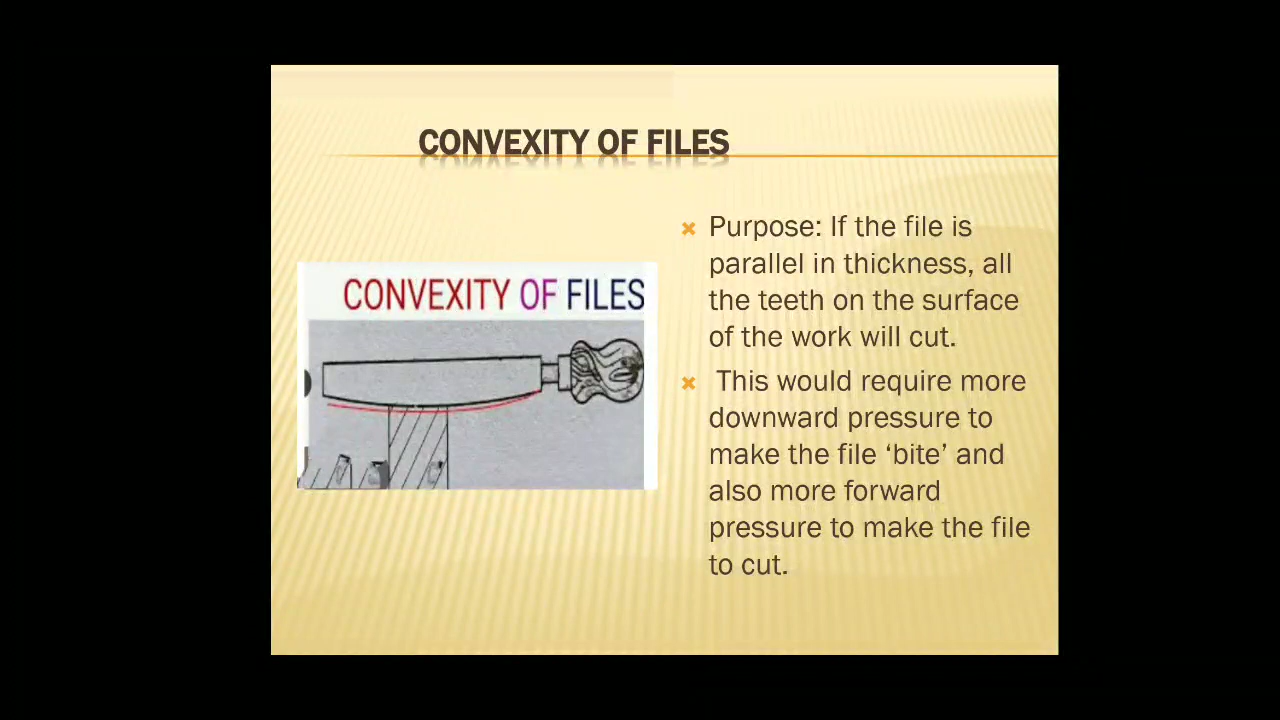 CONVEXITY OF FILES
CONVEXITY OF FILES
Purpose: If the file is
parallel in thickness, all
the teeth on the surface
of the work will cut.
This would require more
downward pressure to
make the file ‘bite’ and
also more forward
pressure to make the file
to cut.